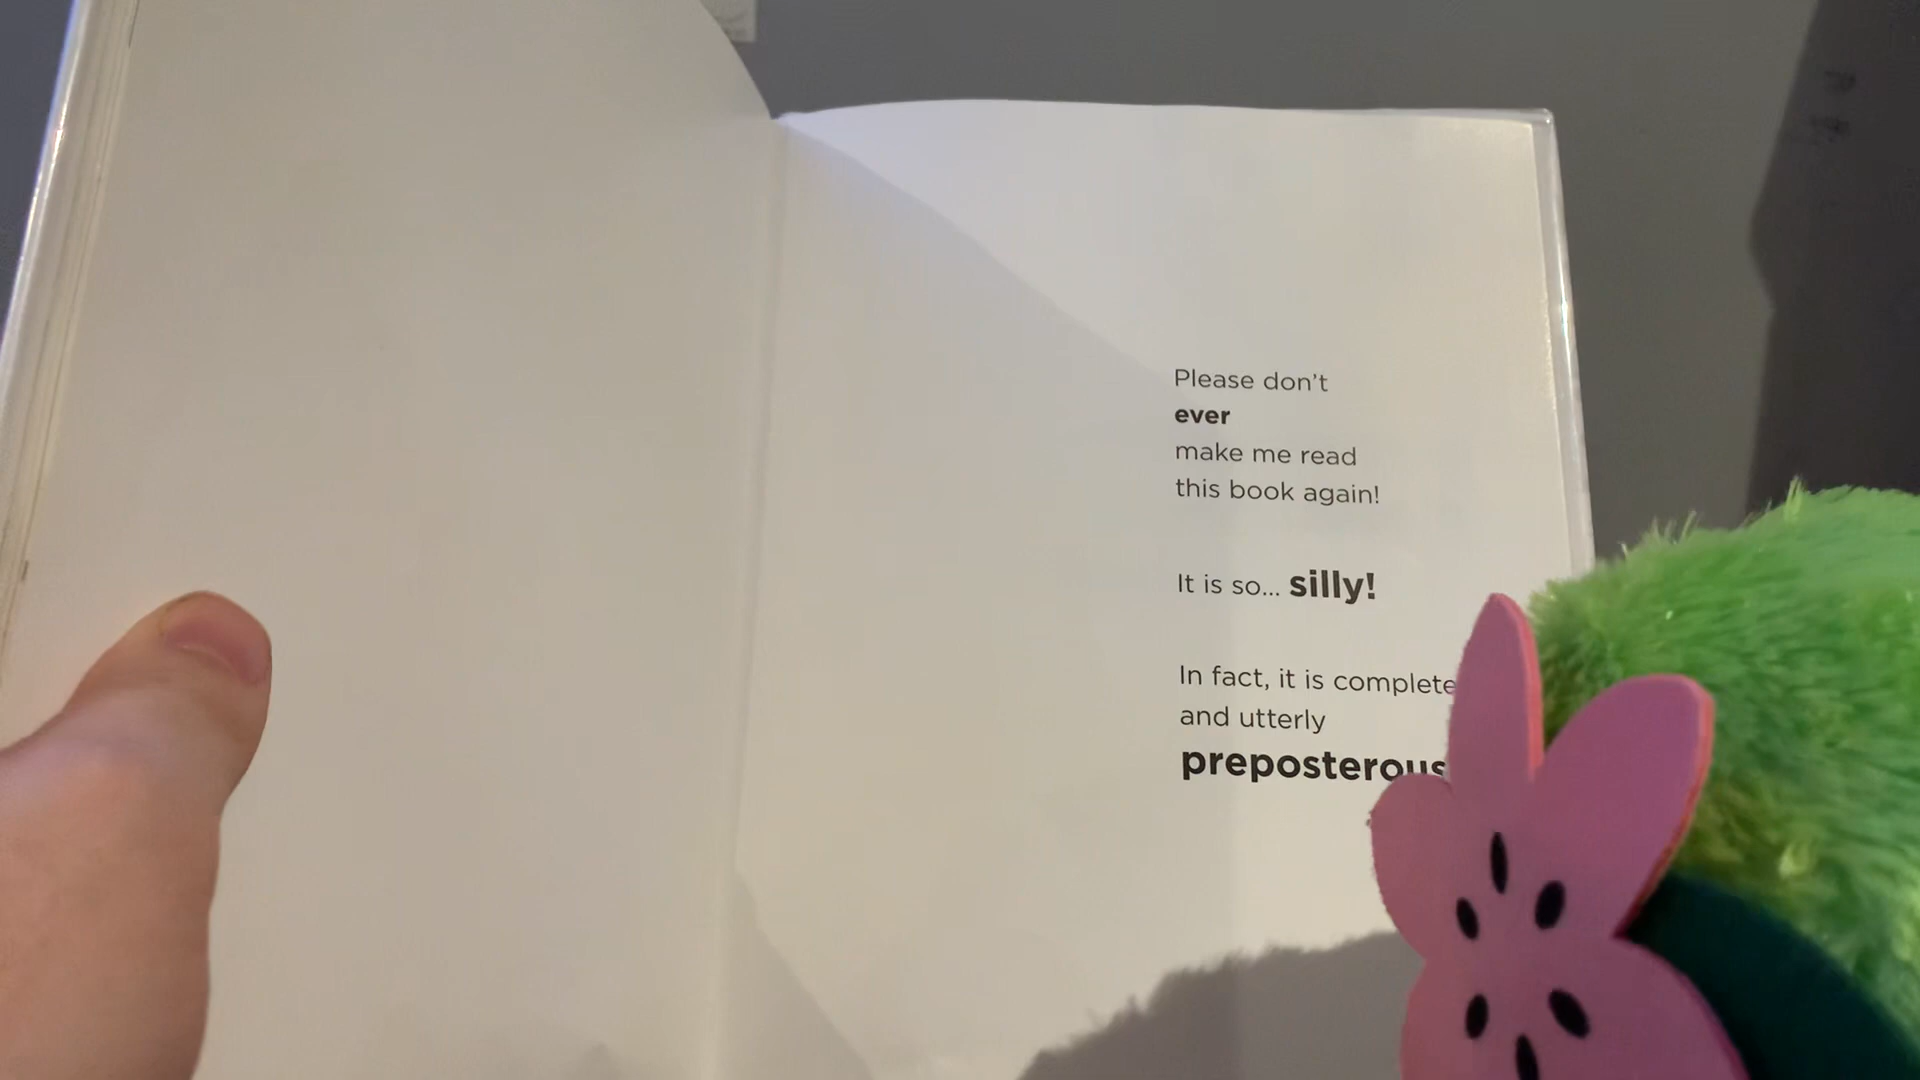 Please don't
ever
make me read
this book again!
It is so... silly!
In fact, it is complete
and utterly
preposterous